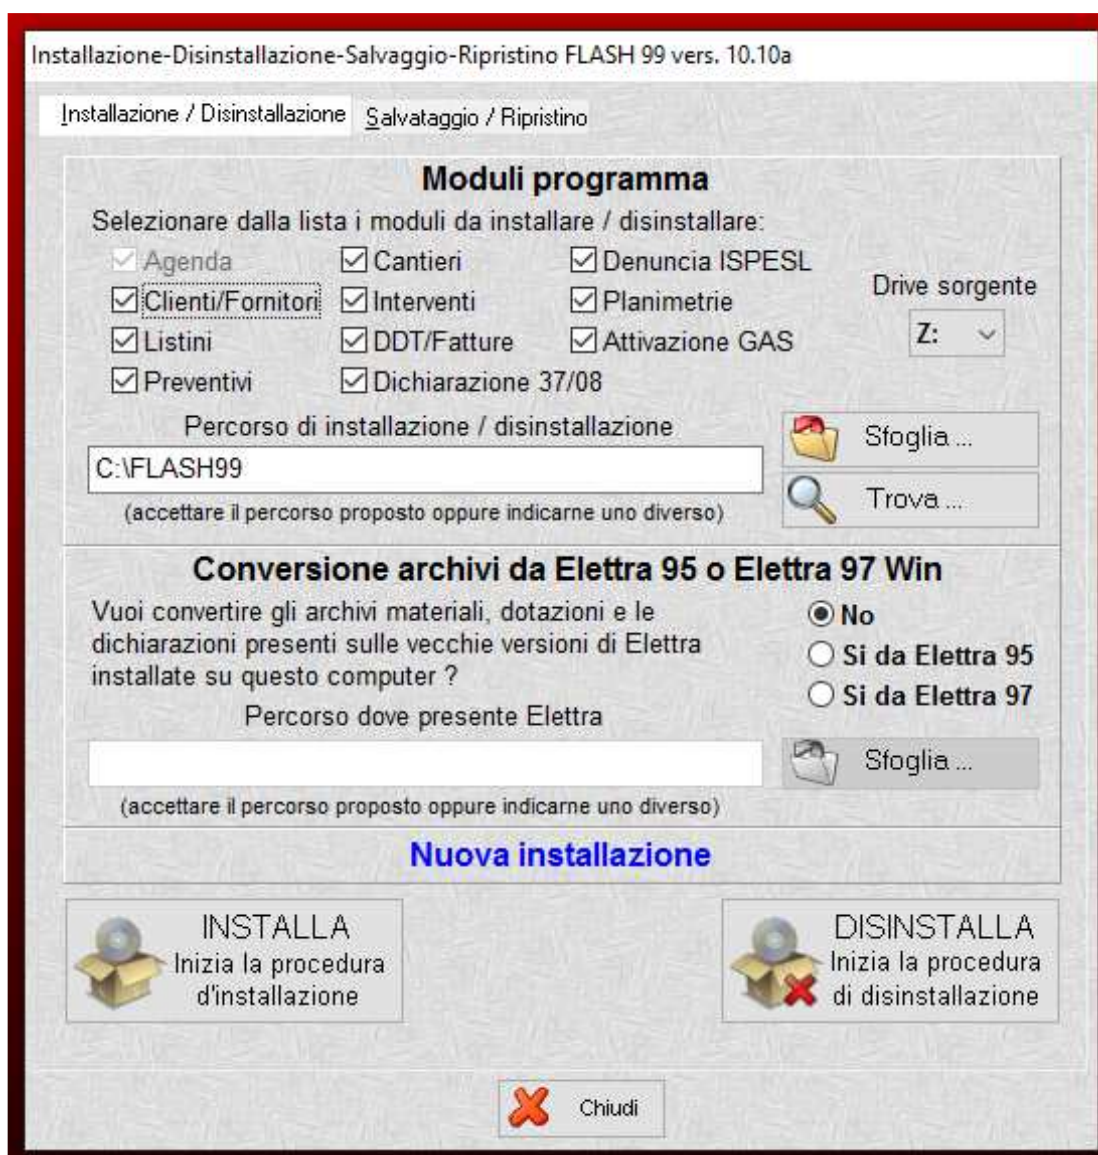 Installazione-Disinstallazione-Salvaggio-Ripristino FLASH 99 vers. 10.10a
Installazione / Disinstallazione Salvataggio / Ripristino
Moduli programma
Selezionare dalla lista i moduli da installare / disinstallare:
Agenda Cantieri Denuncia ISPESL
Clienti/Fornitori Interventi Planimetrie
Listini DDT/Fatture Attivazione GAS
Preventivi Dichiarazione 37/08
Drive sorgente
Z:
Percorso di installazione / disinstallazione
C:\FLASH99
(accettare il percorso proposto oppure indicarne uno diverso)
Sfoglia ...
Trova ...
Conversione archivi da Elettra 95 o Elettra 97 Win
Vuoi convertire gli archivi materiali, dotazioni e le
dichiarazioni presenti sulle vecchie versioni di Elettra
installate su questo computer ?
No
Si da Elettra 95
Si da Elettra 97
Percorso dove presente Elettra
Sfoglia ...
(accettare il percorso proposto oppure indicarne uno diverso)
Nuova installazione
INSTALLA
Inizia la procedura
d'installazione
DISINSTALLA
Inizia la procedura
di disinstallazione
Chiudi